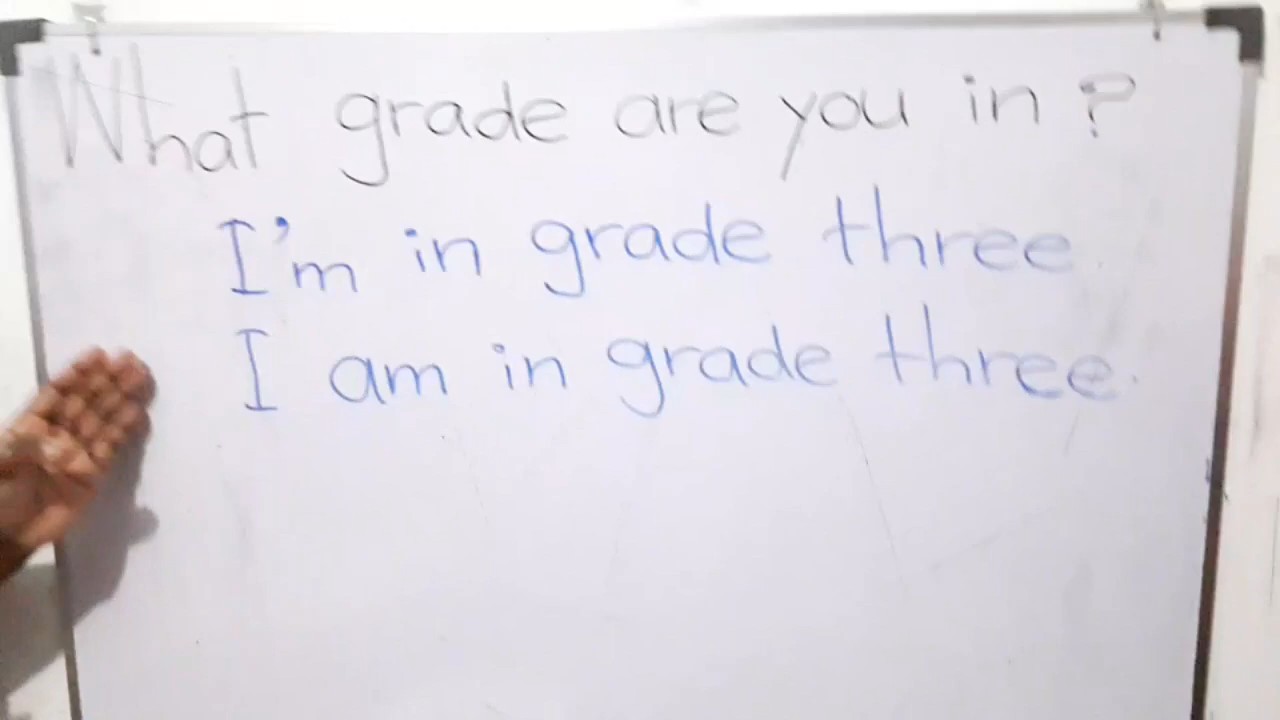 What grade are you in ?
I'm in grade three.
I am in grade three.